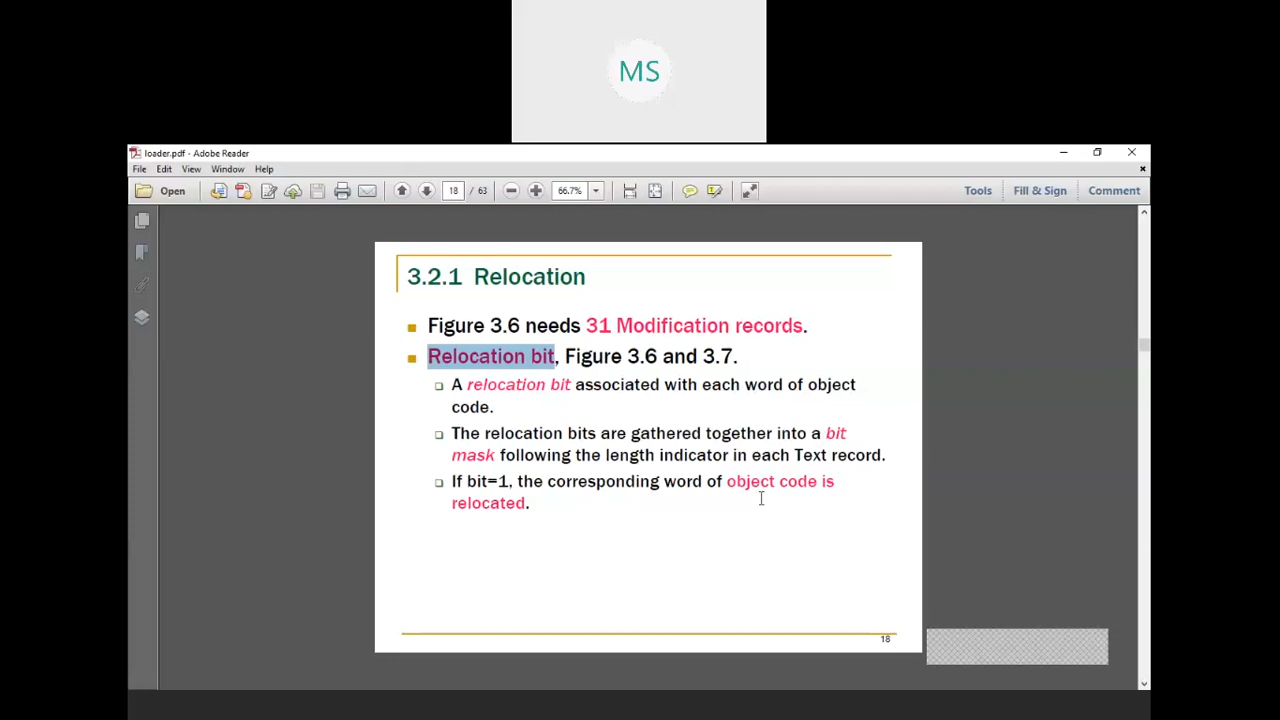 MS
loader.pdf - Adobe Reader
File Edit View Window Help
Open 18 / 63 66.7% Tools Fill & Sign Comment
3.2.1 Relocation
Figure 3.6 needs 31 Modification records.
Relocation bit, Figure 3.6 and 3.7.
A relocation bit associated with each word of object
code.
The relocation bits are gathered together into a bit
mask following the length indicator in each Text record.
If bit=1, the corresponding word of object code is
relocated.
18